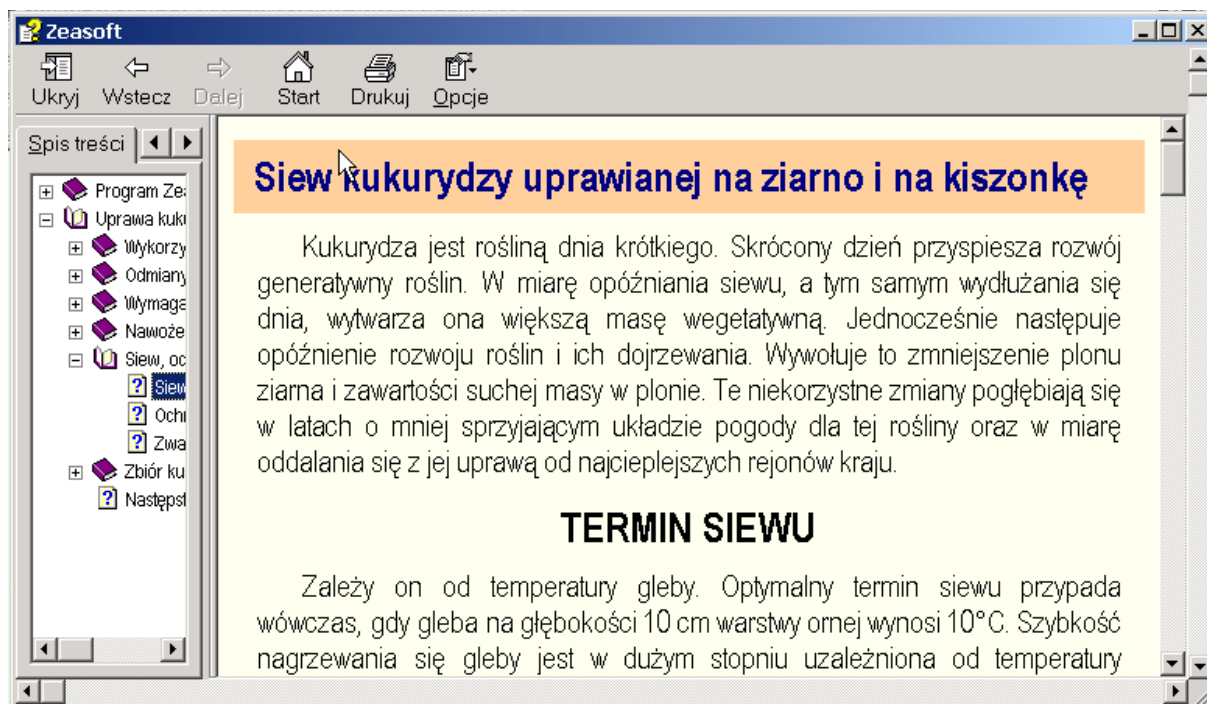 Zeasoft
Ukryj Wstecz Dalej Start Drukuj Opcje
Spis treści
Program Zea
Uprawa kuku
Wykorzy
Odmiany
Wymaga
Nawoże
Siew, oc
Siew
Ochr
Zwa
Zbiór ku
Następst
Siew kukurydzy uprawianej na ziarno i na kiszonkę
Kukurydza jest rośliną dnia krótkiego. Skrócony dzień przyspiesza rozwój
generatywny roślin. W miarę opóźniania siewu, a tym samym wydłużania się
dnia, wytwarza ona większą masę wegetatywną. Jednocześnie następuje
opóźnienie rozwoju roślin i ich dojrzewania. Wywołuje to zmniejszenie plonu
ziarna i zawartości suchej masy w plonie. Te niekorzystne zmiany pogłębiają się
w latach o mniej sprzyjającym układzie pogody dla tej rośliny oraz w miarę
oddalania się z jej uprawą od najcieplejszych rejonów kraju.
TERMIN SIEWU
Zależy on od temperatury gleby. Optymalny termin siewu przypada
wówczas, gdy gleba na głębokości 10 cm warstwy ornej wynosi 10°C. Szybkość
nagrzewania się gleby jest w dużym stopniu uzależniona od temperatury